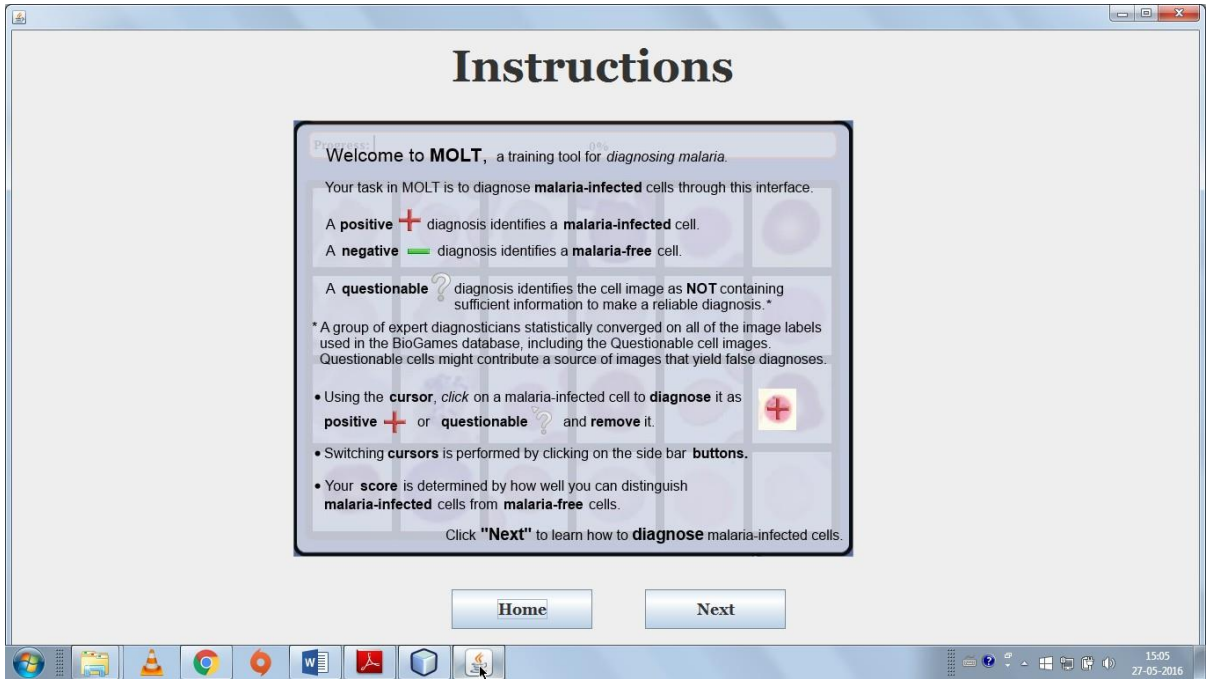 Instructions
Progress: 0%
Welcome to MOLT, a training tool for diagnosing malaria.
Your task in MOLT is to diagnose malaria-infected cells through this interface.
A positive diagnosis identifies a malaria-infected cell.
A negative diagnosis identifies a malaria-free cell.
A questionable ? diagnosis identifies the cell image as NOT containing
sufficient information to make a reliable diagnosis.*
* A group of expert diagnosticians statistically converged on all of the image labels
used in the BioGames database, including the Questionable cell images.
Questionable cells might contribute a source of images that yield false diagnoses.
• Using the cursor, click on a malaria-infected cell to diagnose it as
positive or questionable ? and remove it.
• Switching cursors is performed by clicking on the side bar buttons.
• Your score is determined by how well you can distinguish
malaria-infected cells from malaria-free cells.
Click "Next" to learn how to diagnose malaria-infected cells.
Home Next
15:05
27-05-2016